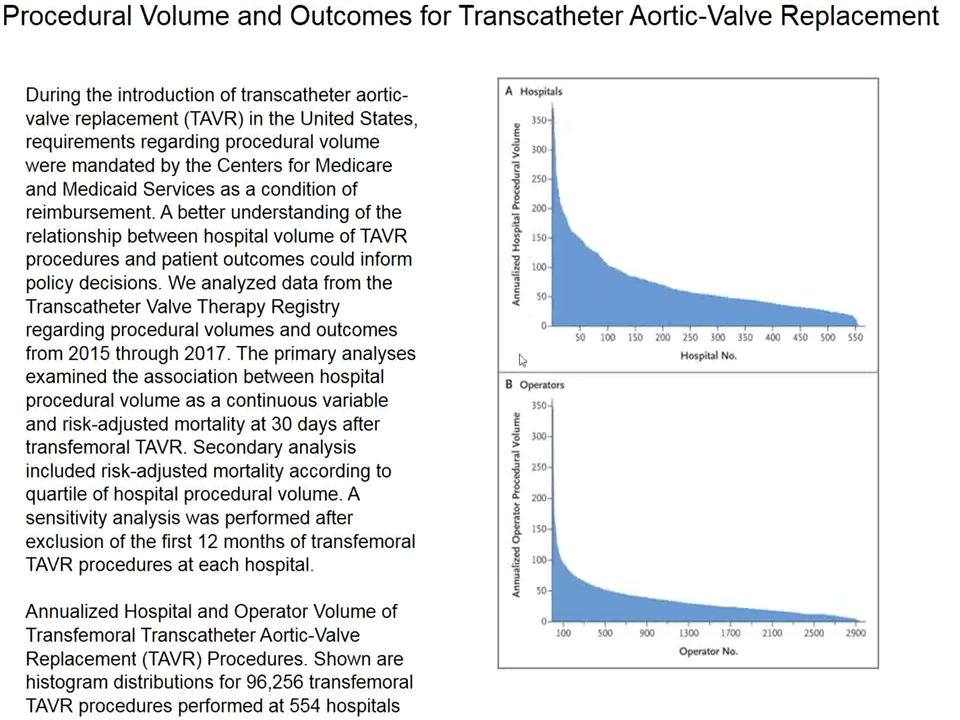 Procedural Volume and Outcomes for Transcatheter Aortic-Valve Replacement
During the introduction of transcatheter aortic-
valve replacement (TAVR) in the United States,
requirements regarding procedural volume
were mandated by the Centers for Medicare
and Medicaid Services as a condition of
reimbursement. A better understanding of the
relationship between hospital volume of TAVR
procedures and patient outcomes could inform
policy decisions. We analyzed data from the
Transcatheter Valve Therapy Registry
regarding procedural volumes and outcomes
from 2015 through 2017. The primary analyses
examined the association between hospital
procedural volume as a continuous variable
and risk-adjusted mortality at 30 days after
transfemoral TAVR. Secondary analysis
included risk-adjusted mortality according to
quartile of hospital procedural volume. A
sensitivity analysis was performed after
exclusion of the first 12 months of transfemoral
TAVR procedures at each hospital.
Annualized Hospital and Operator Volume of
Transfemoral Transcatheter Aortic-Valve
Replacement (TAVR) Procedures. Shown are
histogram distributions for 96,256 transfemoral
TAVR procedures performed at 554 hospitals
A Hospitals
Annualized Hospital Procedural Volume
350
300
250
200
150
100
50
0
50 100 150 200 250 300 350 400 450 500 550
Hospital No.
B Operators
Annualized Operator Procedural Volume
350
300
250
200
150
100
50
0
100 500 900 1300 1700 2100 2500 2900
Operator No.